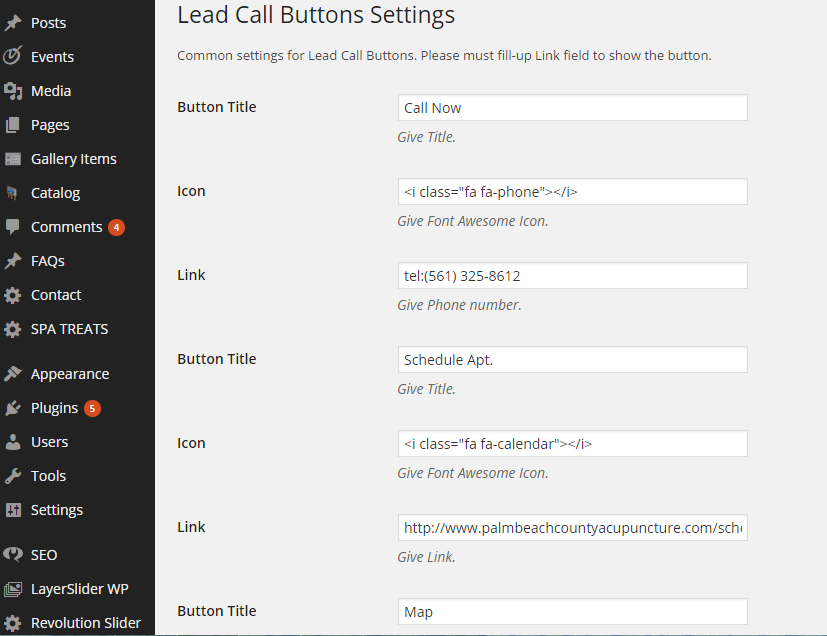 Posts
Events
Media
Pages
Gallery Items
Catalog
Comments 4
FAQs
Contact
SPA TREATS
Appearance
Plugins 5
Users
Tools
Settings
SEO
LayerSlider WP
Revolution Slider
Lead Call Buttons Settings
Common settings for Lead Call Buttons. Please must fill-up Link field to show the button.
Button Title
Call Now
Give Title.
Icon
<i class="fa fa-phone"></i>
Give Font Awesome Icon.
Link
tel:(561) 325-8612
Give Phone number.
Button Title
Schedule Apt.
Give Title.
Icon
<i class="fa fa-calendar"></i>
Give Font Awesome Icon.
Link
http://www.palmbeachcountyacupuncture.com/sch
Give Link.
Button Title
Map